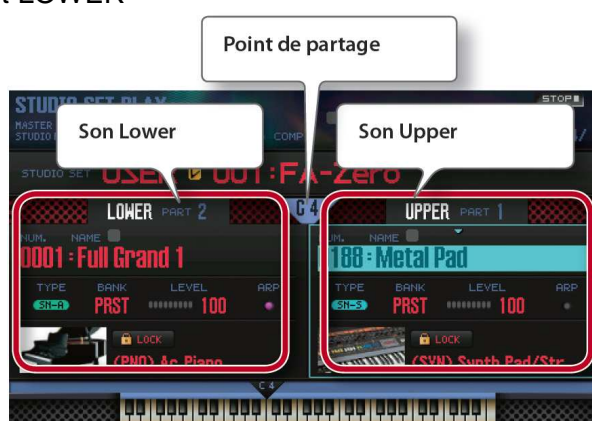 LOWER
Point de partage
STUDIO SET PLAY
STOP
MASTER
STUDIO
COMP
Son Lower
Son Upper
STUDIO SET USER 001:FA-Zero
LOWER PART 2
C 4
UPPER PART 1
NUM. NAME
0001:Full Grand 1
NAME
188:Metal Pad
TYPE BANK LEVEL ARP
SN-A PRST 100
TYPE BANK LEVEL ARP
SN-S PRST 100
LOCK
(PNO) Ac.Piano
LOCK
(SYN) Synth Pad/Str
C 4